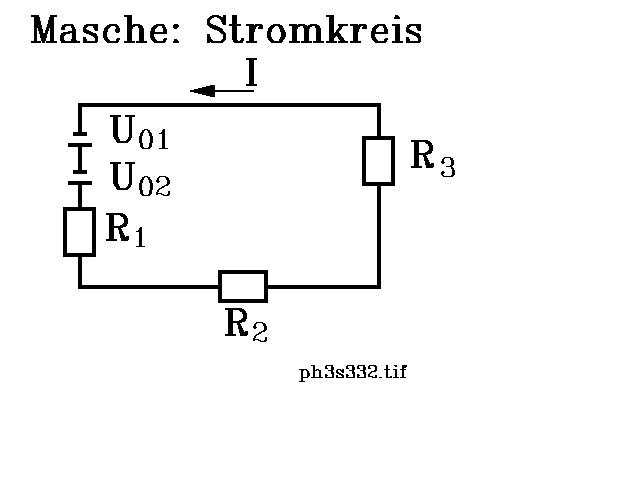 Masche: Stromkreis
I
U01
U02
R3
R1
R2
ph3s332.tif